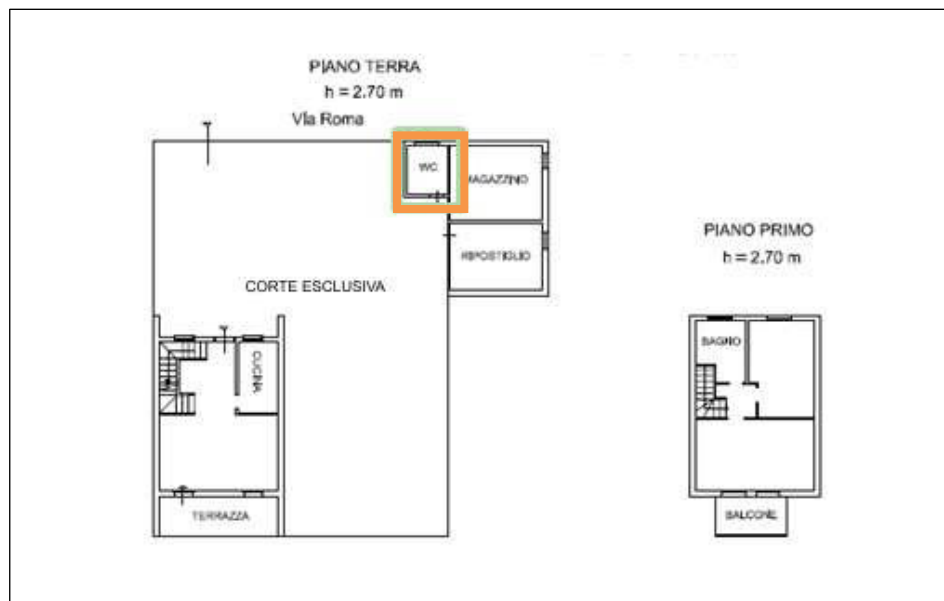 PIANO TERRA
h = 2.70 m
Via Roma
WC
MAGAZZINO
RIPOSTIGLIO
CORTE ESCLUSIVA
CUCINA
TERRAZZA
PIANO PRIMO
h = 2.70 m
BAGNO
BALCONE